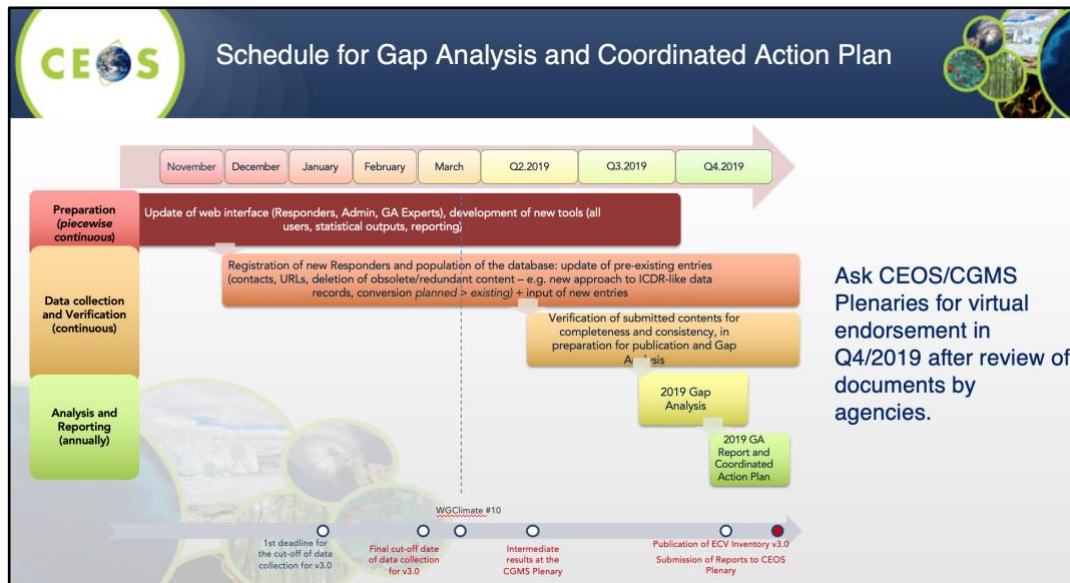 CEOS
Schedule for Gap Analysis and Coordinated Action Plan
November
December
January
February
March
Q2.2019
Q3.2019
Q4.2019
Preparation
(piecewise
continuous)
Update of web interface (Responders, Admin, GA Experts), development of new tools (all
users, statistical outputs, reporting)
Data collection
and Verification
(continuous)
Registration of new Responders and population of the database: update of pre-existing entries
(contacts, URLs, deletion of obsolete/redundant content – e.g. new approach to ICDR-like data
records, conversion planned > existing) + input of new entries
Verification of submitted contents for
completeness and consistency, in
preparation for publication and Gap
Analysis
Analysis and
Reporting
(annually)
2019 Gap
Analysis
2019 GA
Report and
Coordinated
Action Plan
Ask CEOS/CGMS
Plenaries for virtual
endorsement in
Q4/2019 after review of
documents by
agencies.
WGClimate #10
1st deadline for
the cut-off of data
collection for v3.0
Final cut-off date
of data collection
for v3.0
Intermediate
results at the
CGMS Plenary
Publication of ECV Inventory v3.0
Submission of Reports to CEOS
Plenary